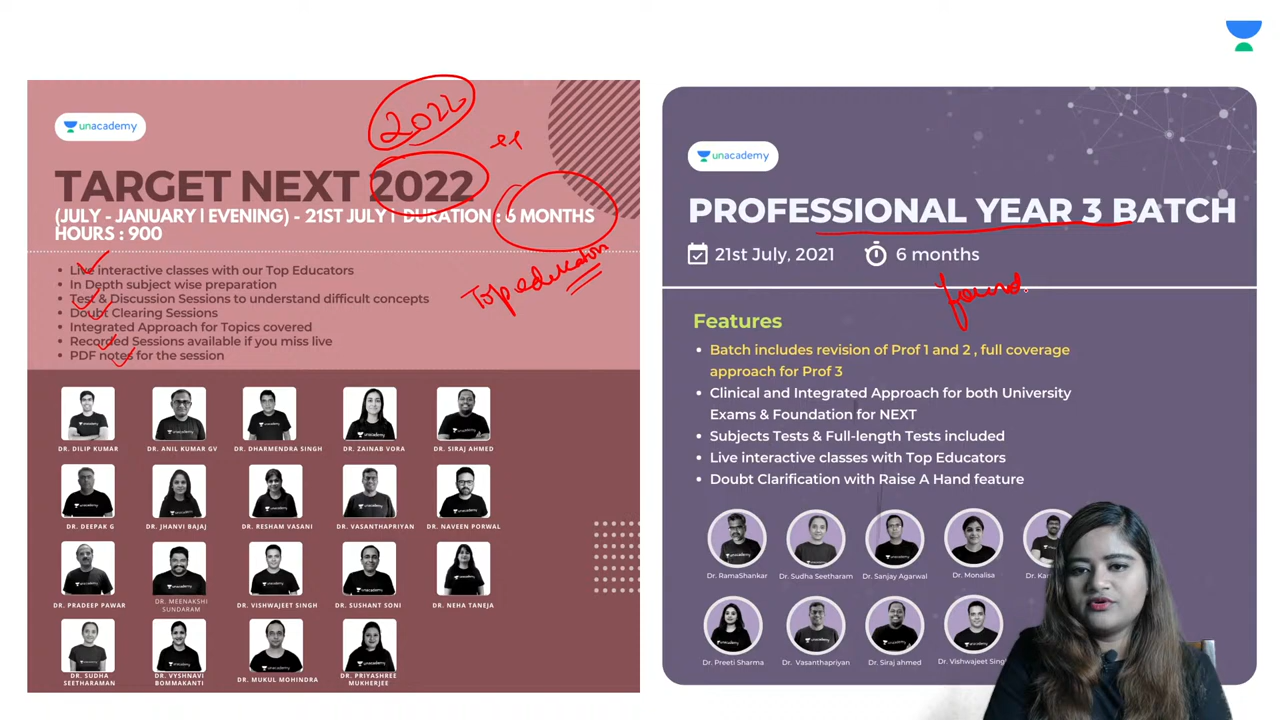 unacademy
2022
TARGET NEXT 2022
(JULY - JANUARY | EVENING) - 21ST JULY | DURATION : 6 MONTHS
HOURS : 900
Top education
• Live interactive classes with our Top Educators
• In Depth subject wise preparation
• Test & Discussion Sessions to understand difficult concepts
• Doubt Clearing Sessions
• Integrated Approach for Topics covered
• Recorded Sessions available if you miss live
• PDF notes for the session
DR. DILIP KUMAR DR. ANIL KUMAR GV DR. DHARMENDRA SINGH DR. ZAINAB VORA DR. SIRAJ AHMED
DR. DEEPAK G DR. JHANVI BAJAJ DR. RESHAM VASANI DR. VASANTHAPRIYAN DR. NAVEEN PORWAL
DR. PRADEEP PAWAR DR. MEENAKSHI SUNDARAM DR. VISHWAJEET SINGH DR. SUSHANT SONI DR. NEHA TANEJA
DR. SUDHA SEETHARAMAN DR. VYSHNAVI BOMMAKANTI DR. MUKUL MOHINDRA DR. PRIYASHREE MUKHERJEE
unacademy
PROFESSIONAL YEAR 3 BATCH
21st July, 2021 6 months
found
Features
• Batch includes revision of Prof 1 and 2 , full coverage
approach for Prof 3
• Clinical and Integrated Approach for both University
Exams & Foundation for NEXT
• Subjects Tests & Full-length Tests included
• Live interactive classes with Top Educators
• Doubt Clarification with Raise A Hand feature
Dr. RamaShankar Dr. Sudha Seetharam Dr. Sanjay Agarwal Dr. Monalisa Dr.
Dr. Preeti Sharma Dr. Vasanthapriyan Dr. Siraj ahmed Dr. Vishwajeet